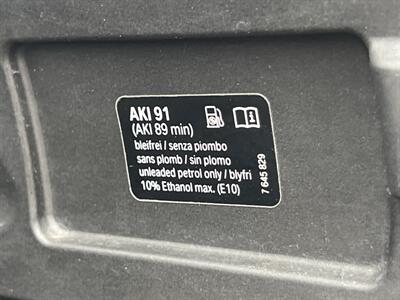 AKI 91
(AKI 89 min)
bleifrei / senza piombo
sans plomb / sin plomo
unleaded petrol only / blyfri
10% Ethanol max. (E10)
7 645 829